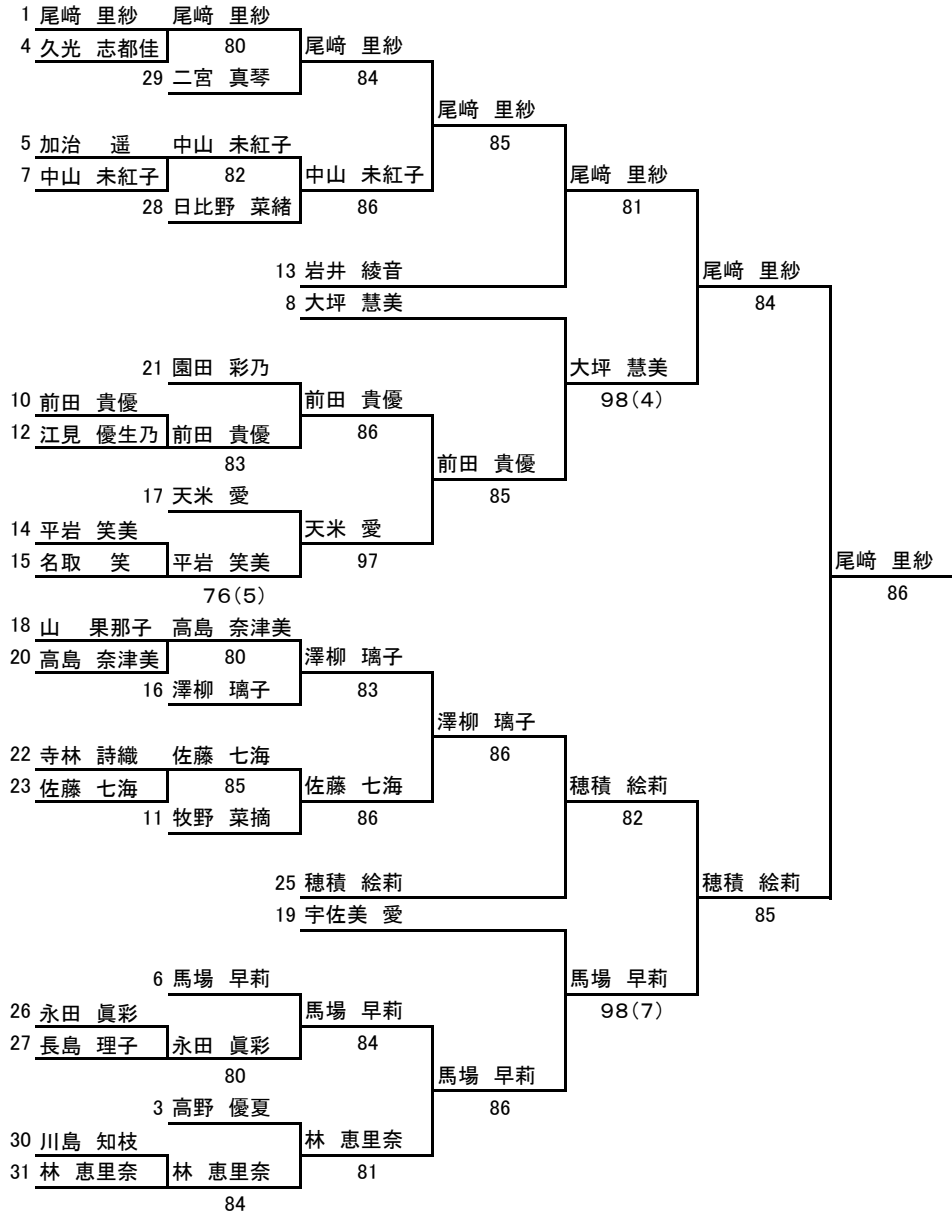 1 尾﨑 里紗 尾﨑 里紗
4 久光 志都佳 80 尾﨑 里紗
29 二宮 真琴 84
尾﨑 里紗
5 加治 遥 中山 未紅子 85
7 中山 未紅子 82 中山 未紅子 尾﨑 里紗
28 日比野 菜緒 86 81
13 岩井 綾音 尾﨑 里紗
8 大坪 慧美 84
21 園田 彩乃 大坪 慧美
10 前田 貴優 前田 貴優 98(4)
12 江見 優生乃 前田 貴優 86
83 前田 貴優
17 天米 愛 85
14 平岩 笑美 天米 愛
15 名取 笑 平岩 笑美 97 尾﨑 里紗
76(5) 86
18 山 果那子 高島 奈津美
20 高島 奈津美 80 澤柳 璃子
16 澤柳 璃子 83
澤柳 璃子
22 寺林 詩織 佐藤 七海 86
23 佐藤 七海 85 佐藤 七海 穂積 絵莉
11 牧野 菜摘 86 82
25 穂積 絵莉 穂積 絵莉
19 宇佐美 愛 85
6 馬場 早莉 馬場 早莉
26 永田 眞彩 馬場 早莉 98(7)
27 長島 理子 永田 眞彩 84
80 馬場 早莉
3 高野 優夏 86
30 川島 知枝 林 恵里奈
31 林 恵里奈 林 恵里奈 81
84